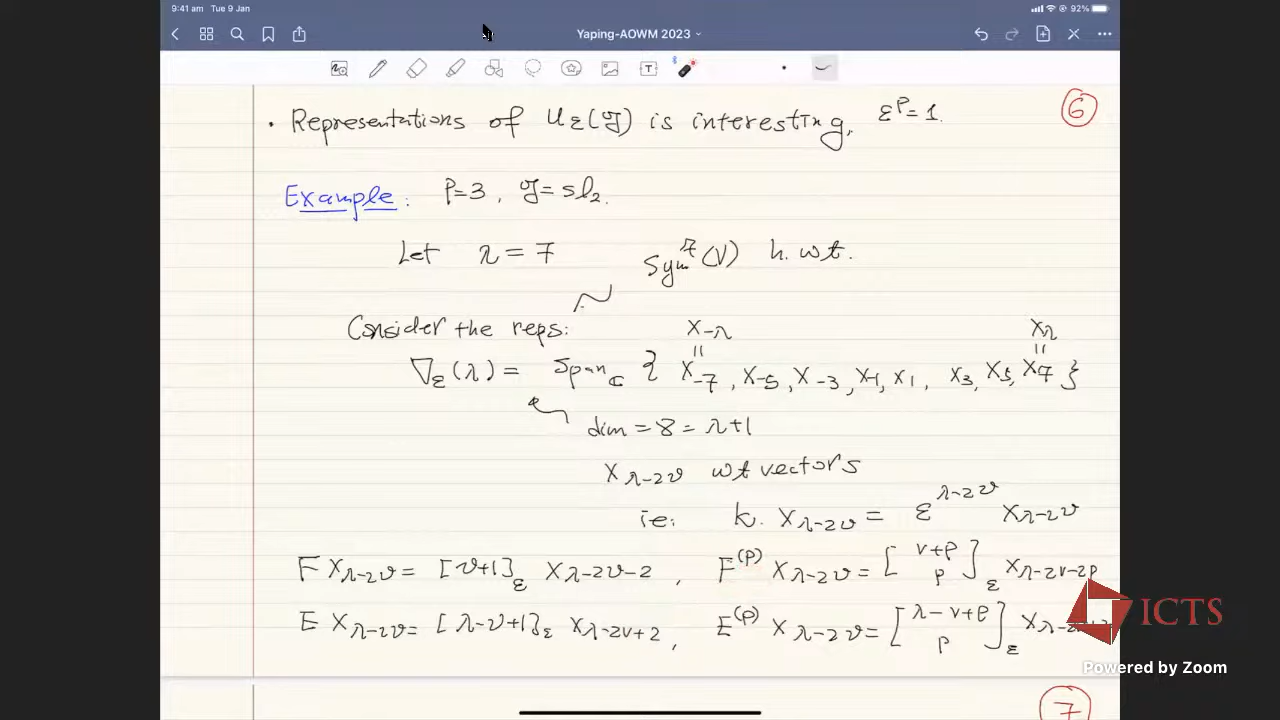 9:41 am Tue 9 Jan
92%
Yaping-AOWM 2023
• Representations of U_ε(𝔤) is interesting, ε^p = 1.
6
Example: p=3, 𝔤=sl_2.
Let λ = 7 Sym^7(V) h. wt.
Consider the reps: X_{-λ} X_λ
|| ||
∇_ε(λ) = Span_ℂ { X_{-7}, X_{-5}, X_{-3}, X_{-1}, X_1, X_3, X_5, X_7 }
dim = 8 = λ+1
X_{λ-2v} wt vectors
ie: k. X_{λ-2v} = ε^{λ-2v} X_{λ-2v}
F X_{λ-2v} = [v+1]_ε X_{λ-2v-2}, F^{(p)} X_{λ-2v} = [v+p p]_ε X_{λ-2v-2p}
E X_{λ-2v} = [λ-v+1]_ε X_{λ-2v+2}, E^{(p)} X_{λ-2v} = [λ-v+p p]_ε
ICTS
Powered by Zoom
7